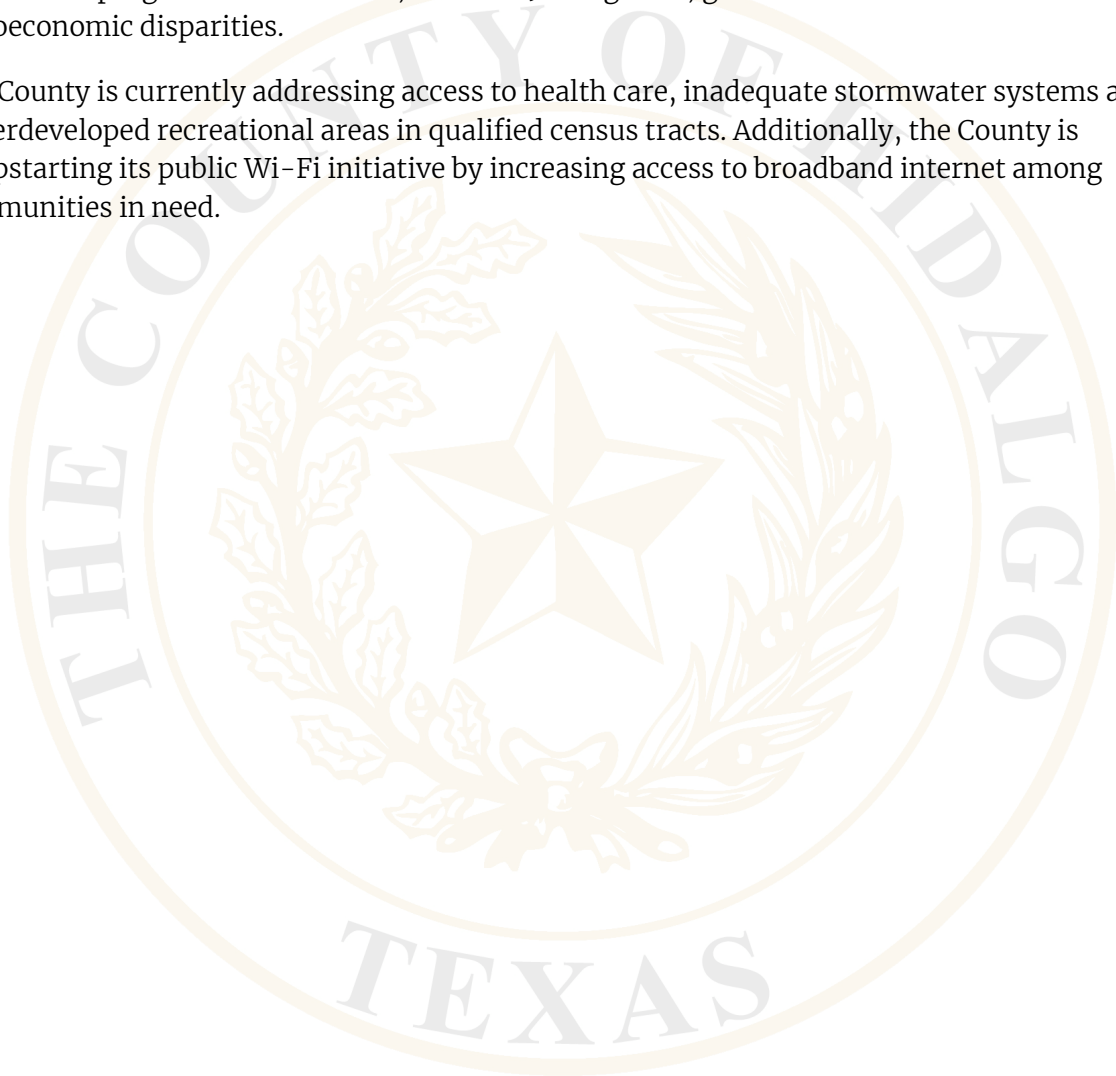 oeconomic disparities.
County is currently addressing access to health care, inadequate stormwater systems a
erdeveloped recreational areas in qualified census tracts. Additionally, the County is
pstarting its public Wi-Fi initiative by increasing access to broadband internet among
munities in need.
THE COUNTY OF HIDALGO
TEXAS